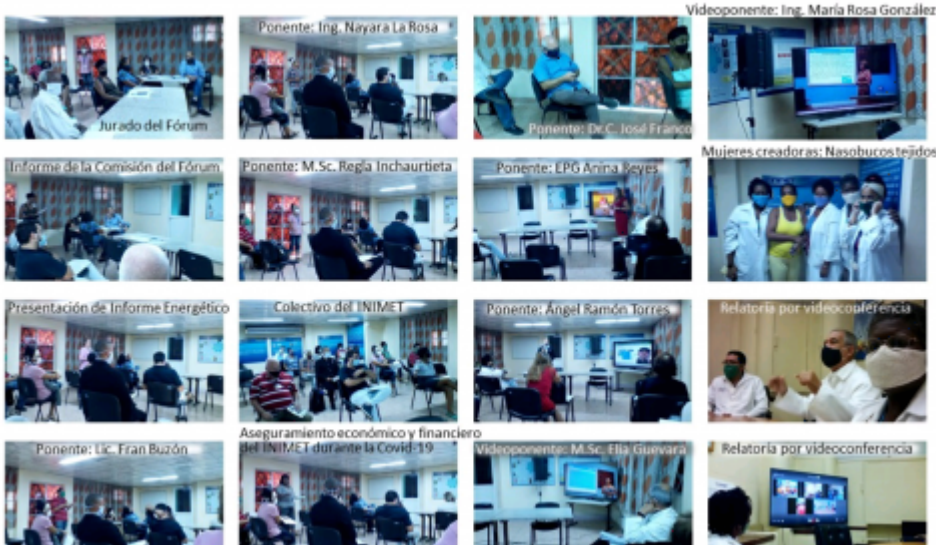 Videoponente: Ing. María Rosa González
Ponente: Ing. Nayara La Rosa
Jurado del Fórum
Ponente: Dr.C. José Franco
Mujeres creadoras: Nasobucos tejidos
Informe de la Comisión del Fórum
Ponente: M.Sc. Regla Inchaurtieta
Ponente: EPG Anina Reyes
Presentación de Informe Energético
Colectivo del INIMET
Ponente: Ángel Ramón Torres
Relatoría por videoconferencia
Aseguramiento económico y financiero
del INIMET durante la Covid-19
Ponente: Lic. Fran Buzón
Videoponente: M.Sc. Elia Guevara
Relatoría por videoconferencia